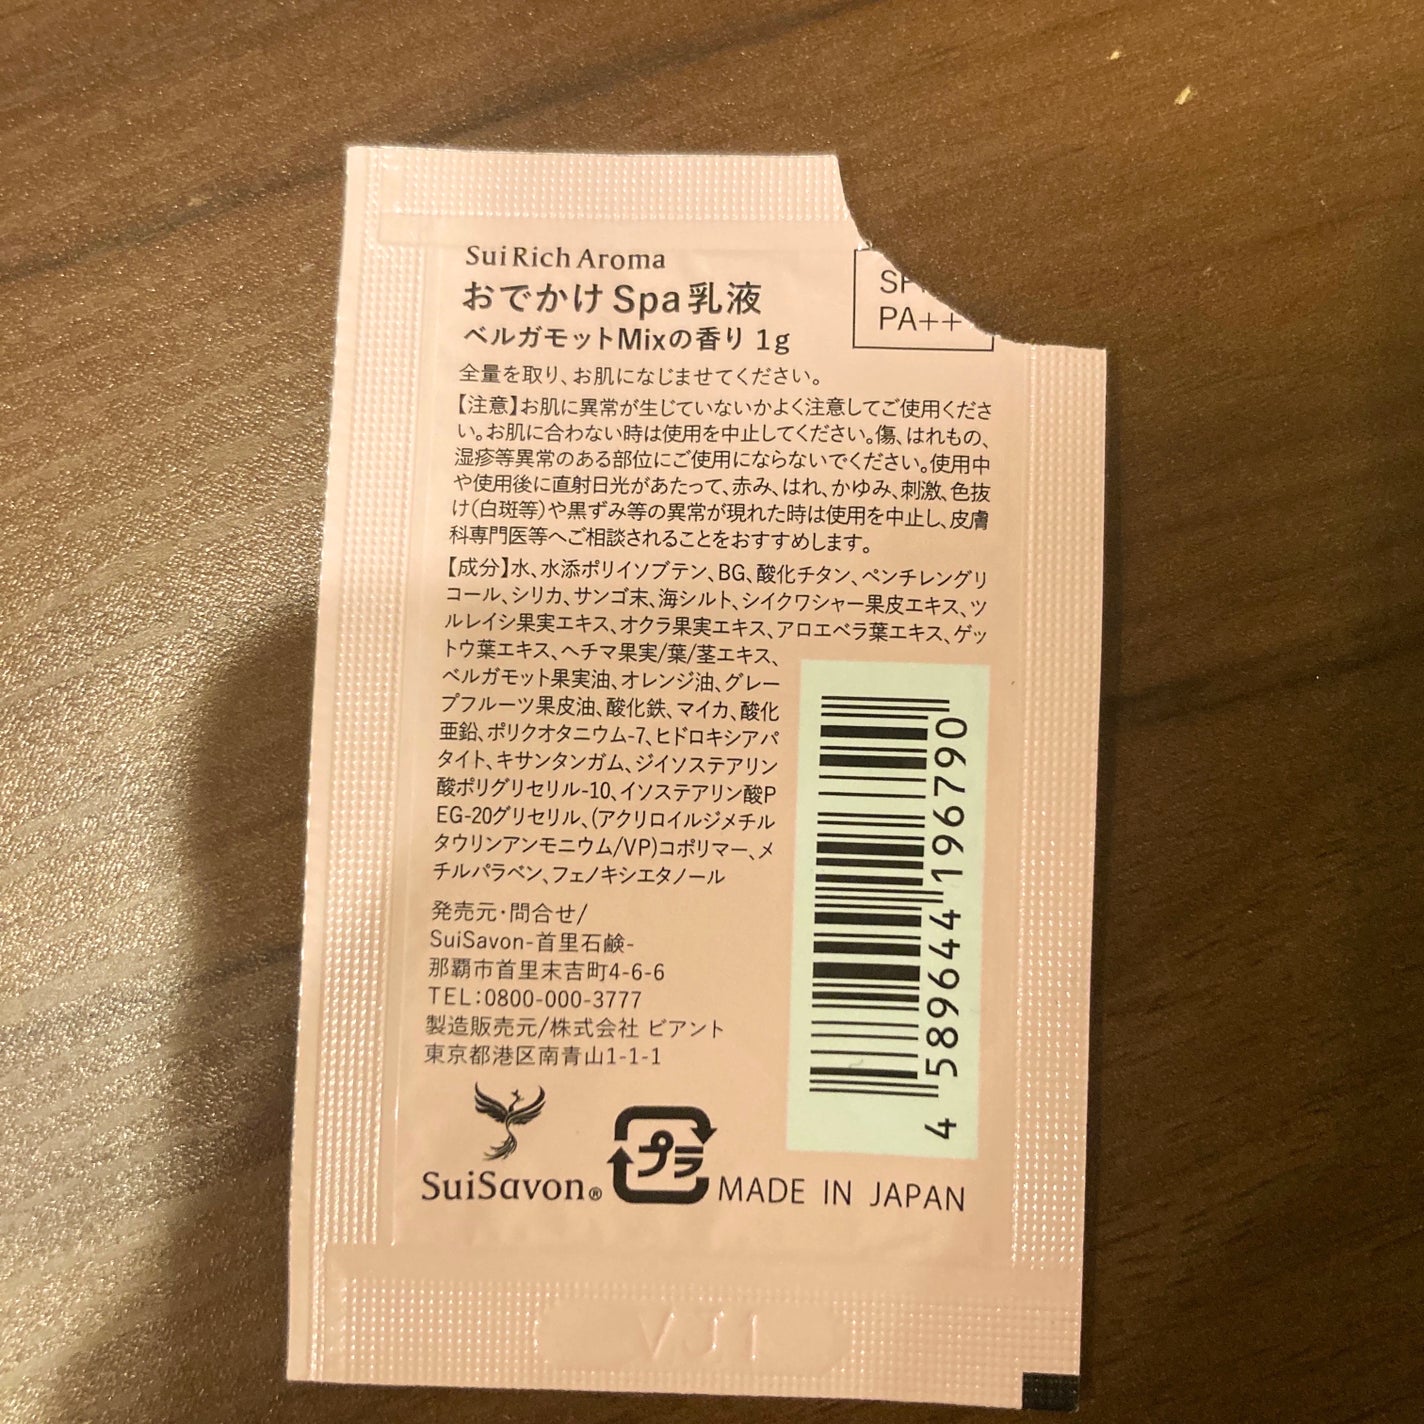 SuiRich Aroma
おでかけSpa乳液
ベルガモットMixの香り 1g
PA++
全量を取り、お肌になじませてください。
【注意】お肌に異常が生じていないかよく注意してご使用くださ
い。お肌に合わない時は使用を中止してください。傷、はれもの、
湿疹等異常のある部位にご使用にならないでください。使用中
や使用後に直射日光があたって、赤み、はれ、かゆみ、刺激、色抜
け(白斑等)や黒ずみ等の異常が現れた時は使用を中止し、皮膚
科専門医等へご相談されることをおすすめします。
【成分】水、水添ポリイソブテン、BG、酸化チタン、ペンチレングリ
コール、シリカ、サンゴ末、海シルト、シイクワシャー果皮エキス、ツ
ルレイシ果実エキス、オクラ果実エキス、アロエベラ葉エキス、ゲッ
トウ葉エキス、ヘチマ果実/葉/茎エキス、
ベルガモット果実油、オレンジ油、グレー
プフルーツ果皮油、酸化鉄、マイカ、酸化
亜鉛、ポリクオタニウム-7、ヒドロキシアパ
タイト、キサンタンガム、ジイソステアリン
酸ポリグリセリル-10、イソステアリン酸P
EG-20グリセリル、(アクリロイルジメチル
タウリンアンモニウム/VP)コポリマー、メ
チルパラベン、フェノキシエタノール
4 589644 196790
発売元・問合せ/
SuiSavon-首里石鹸-
那覇市首里末吉町4-6-6
TEL:0800-000-3777
製造販売元/株式会社 ビアント
東京都港区南青山1-1-1
SuiSavon®
プラ
MADE IN JAPAN